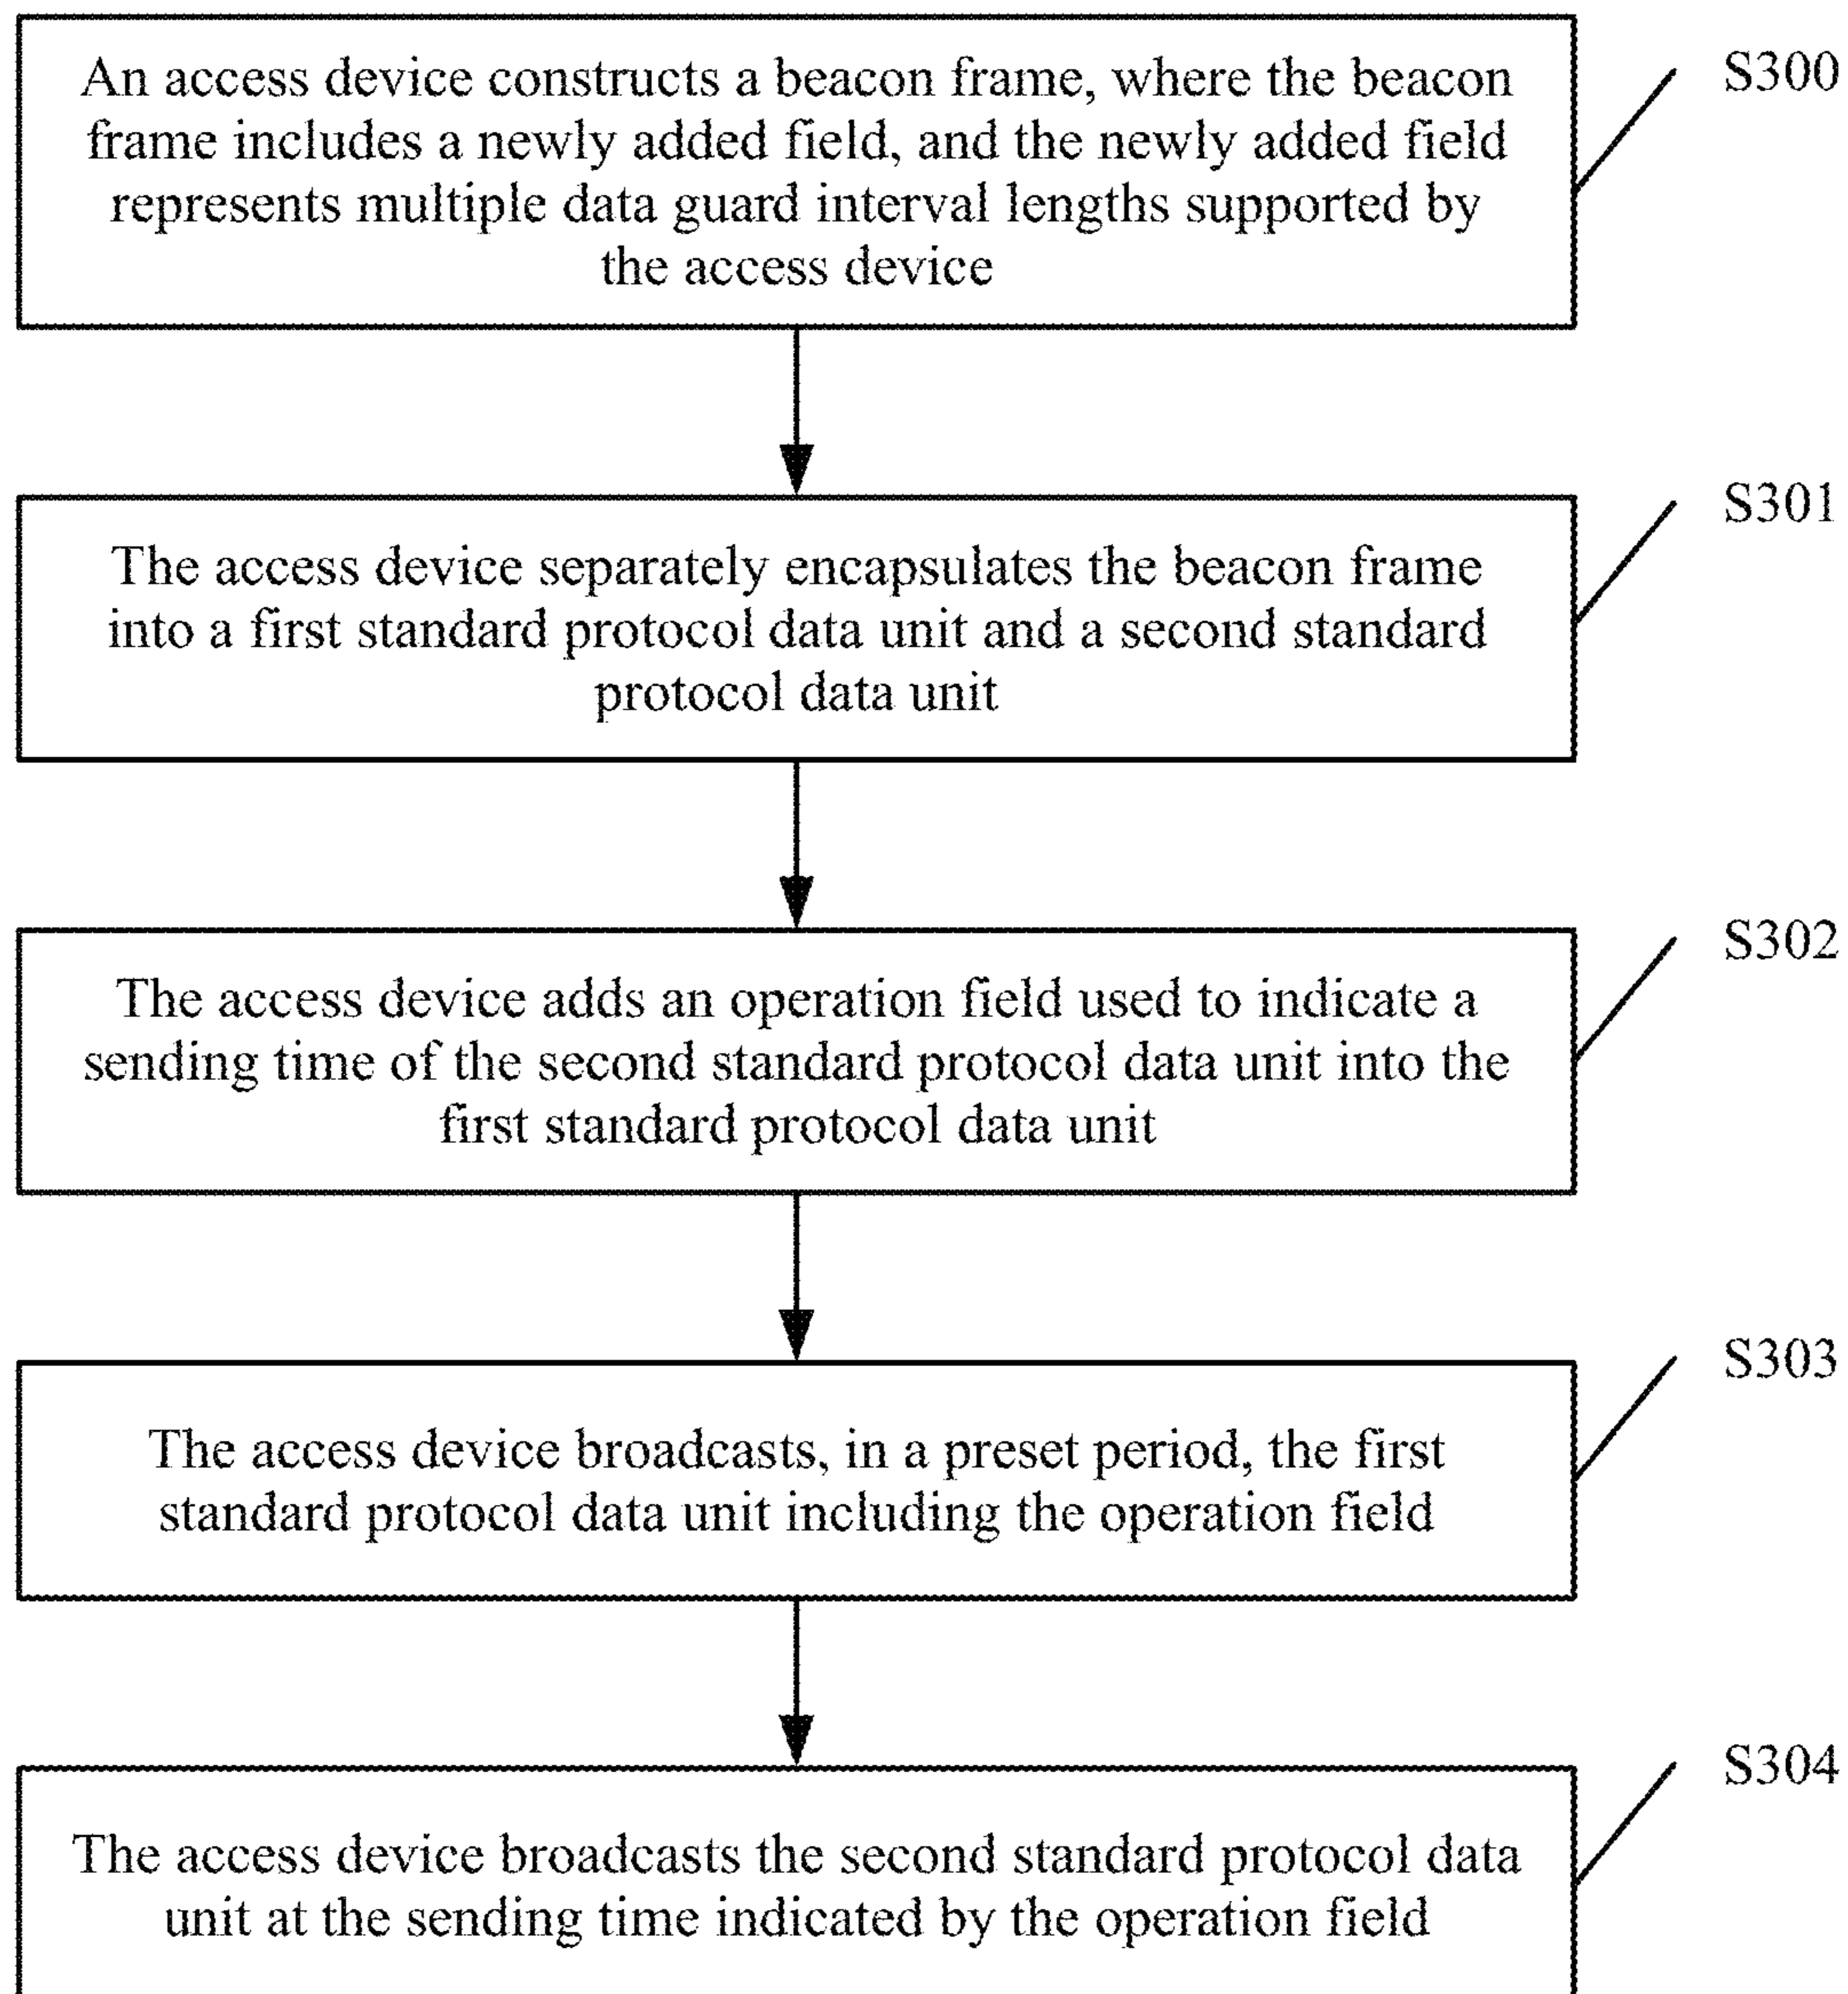 An access device constructs a beacon frame, where the beacon
frame includes a newly added field, and the newly added field
represents multiple data guard interval lengths supported by
the access device
S300
The access device separately encapsulates the beacon frame
into a first standard protocol data unit and a second standard
protocol data unit
S301
The access device adds an operation field used to indicate a
sending time of the second standard protocol data unit into the
first standard protocol data unit
S302
The access device broadcasts, in a preset period, the first
standard protocol data unit including the operation field
S303
The access device broadcasts the second standard protocol data
unit at the sending time indicated by the operation field
S304